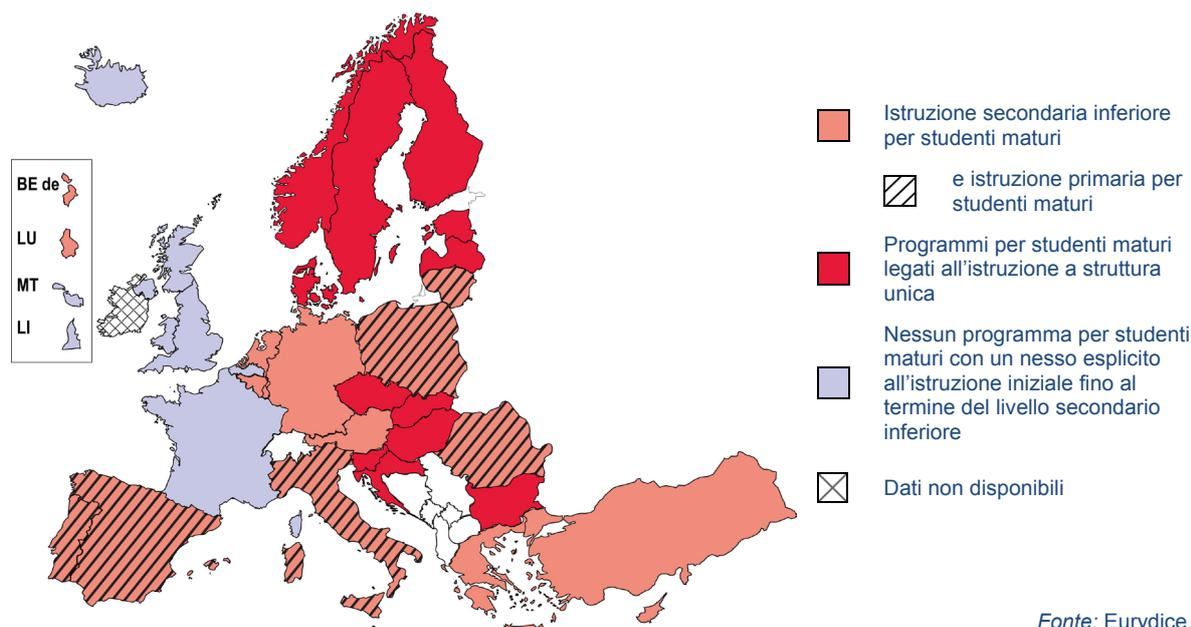 BE de
LU
MT
LI
Istruzione secondaria inferiore
per studenti maturi
e istruzione primaria per
studenti maturi
Programmi per studenti maturi
legati all’istruzione a struttura
unica
Nessun programma per studenti
maturi con un nesso esplicito
all’istruzione iniziale fino al
termine del livello secondario
inferiore
Dati non disponibili
Fonte: Eurydice.